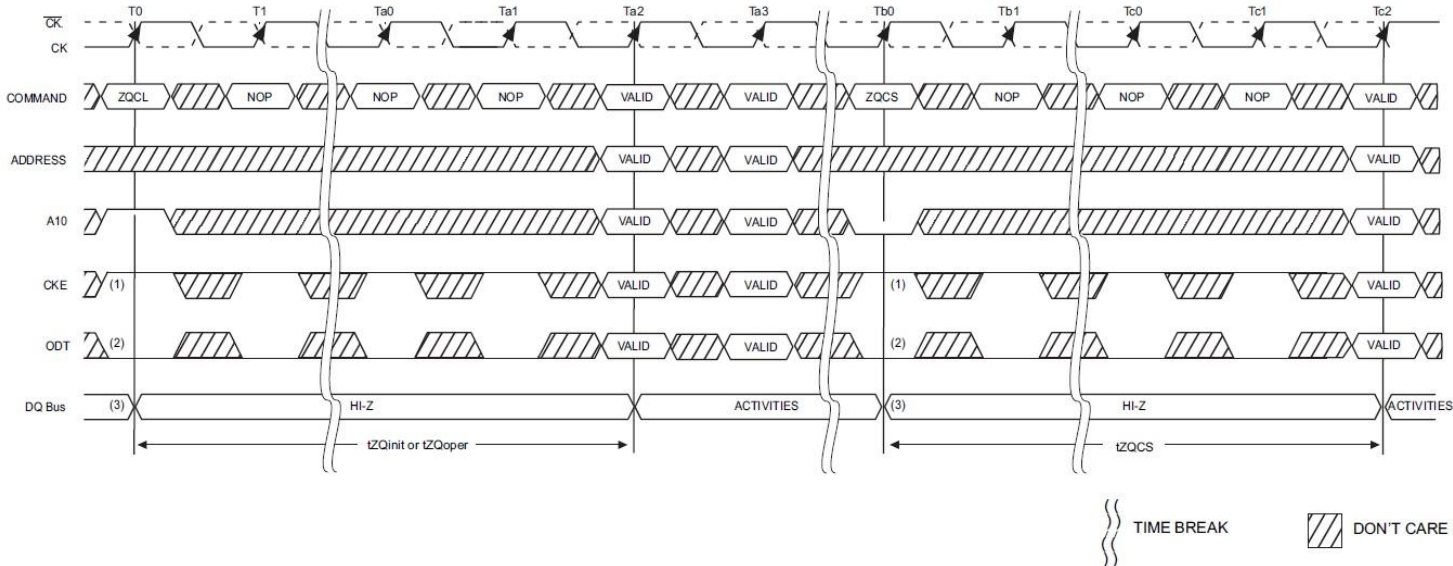 T0 T1 Ta0 Ta1 Ta2 Ta3 Tb0 Tb1 Tc0 Tc1 Tc2
CK
CK
COMMAND ZQCL NOP NOP NOP VALID VALID ZQCS NOP NOP NOP VALID
ADDRESS VALID VALID VALID
A10 VALID VALID VALID
CKE (1) VALID VALID (1) VALID
ODT (2) VALID VALID (2) VALID
DQ Bus (3) HI-Z ACTIVITIES (3) HI-Z ACTIVITIES
tZQinit or tZQoper tZQCS
TIME BREAK DON'T CARE